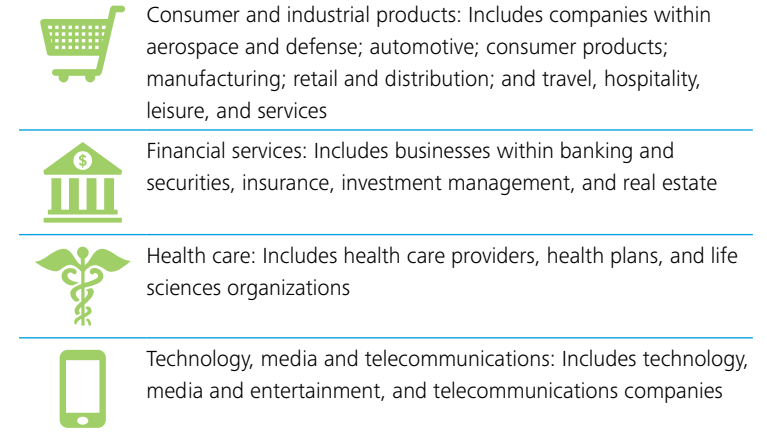 Consumer and industrial products: Includes companies within
aerospace and defense; automotive; consumer products;
manufacturing; retail and distribution; and travel, hospitality,
leisure, and services
$
Financial services: Includes businesses within banking and
securities, insurance, investment management, and real estate
Health care: Includes health care providers, health plans, and life
sciences organizations
Technology, media and telecommunications: Includes technology,
media and entertainment, and telecommunications companies